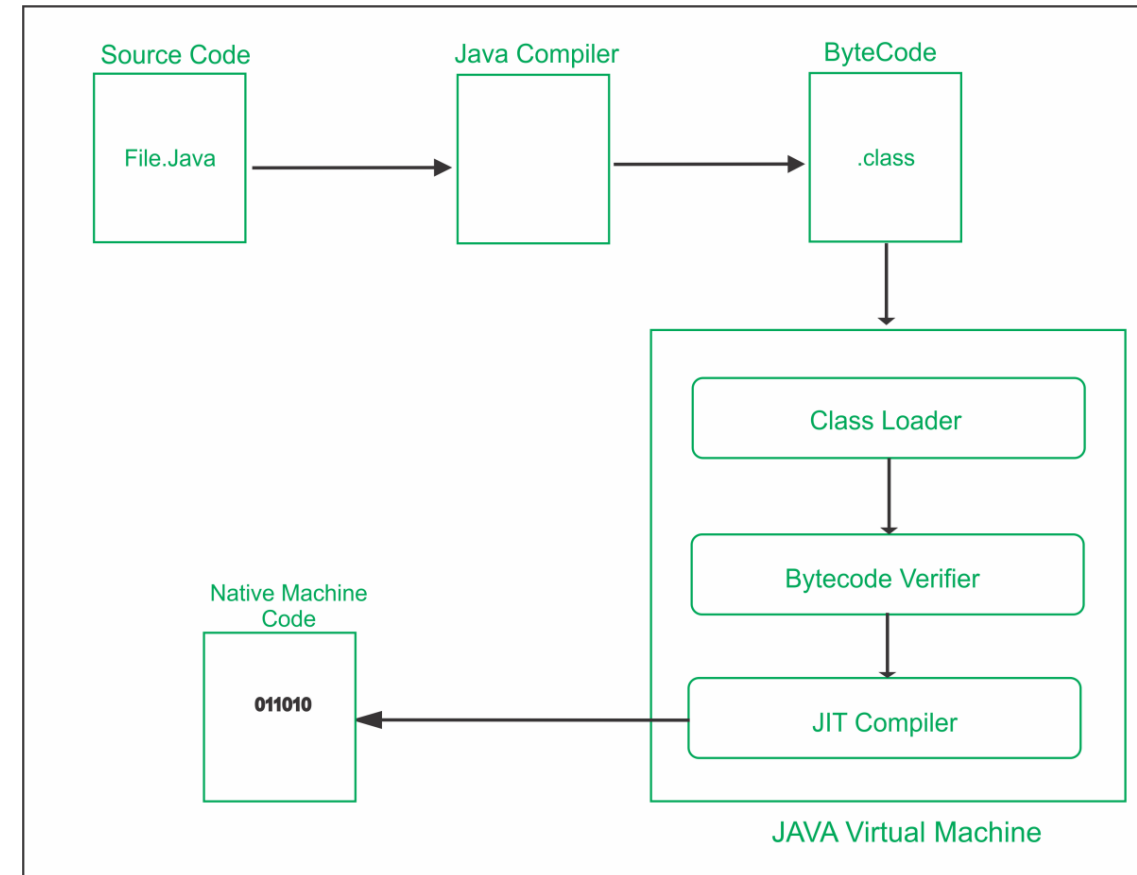 Source Code
File.Java
Java Compiler
ByteCode
.class
Class Loader
Bytecode Verifier
JIT Compiler
JAVA Virtual Machine
Native Machine
Code
011010